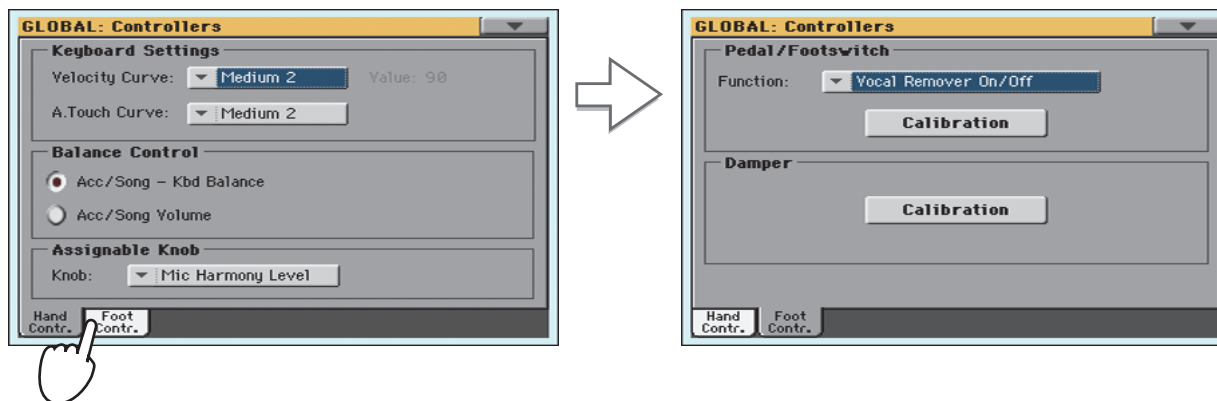 GLOBAL: Controllers
Keyboard Settings
Velocity Curve: Medium 2 Value: 90
A.Touch Curve: Medium 2
Balance Control
Acc/Song - Kbd Balance
Acc/Song Volume
Assignable Knob
Knob: Mic Harmony Level
Hand Contr.
Foot Contr.
GLOBAL: Controllers
Pedal/Footswitch
Function: Vocal Remover On/Off
Calibration
Damper
Calibration
Hand Contr.
Foot Contr.